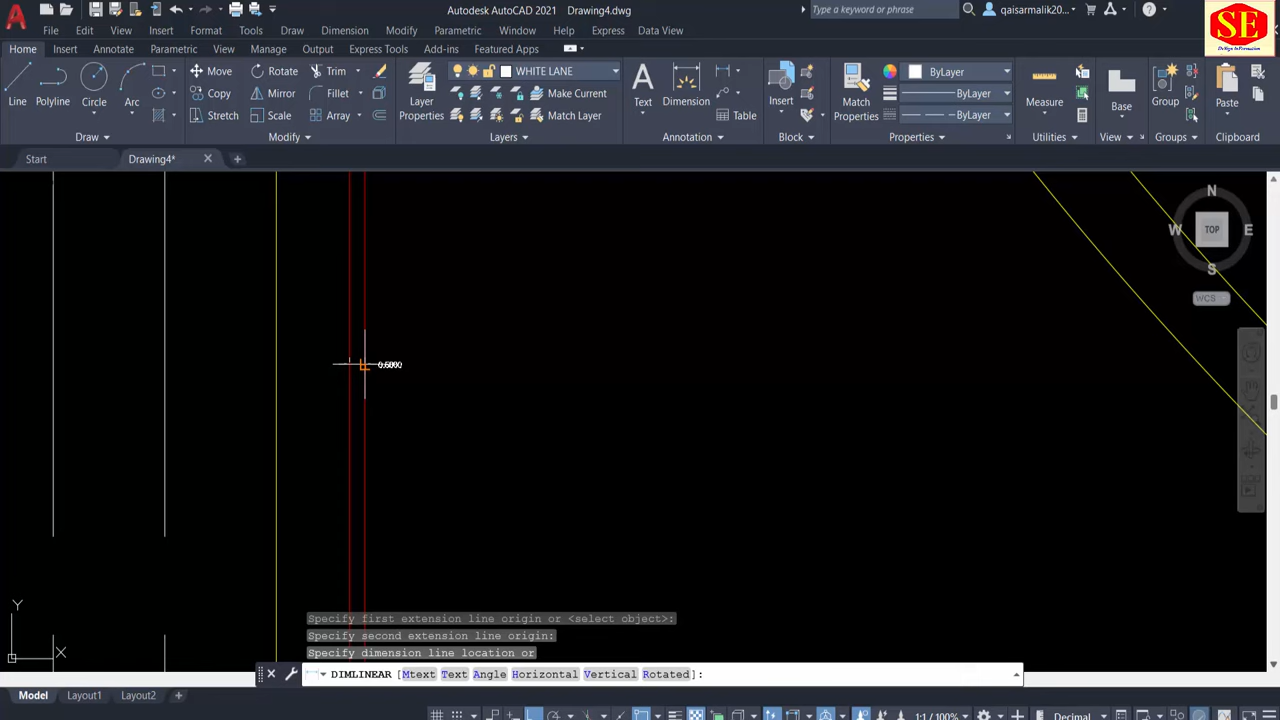 Autodesk AutoCAD 2021 Drawing4.dwg
Type a keyword or phrase
qaisarmalik20...
SE
DeSign InFormation
File Edit View Insert Format Tools Draw Dimension Modify Parametric Window Help Express Data View
Home Insert Annotate Parametric View Manage Output Express Tools Add-ins Featured Apps
Line Polyline Circle Arc
Move Rotate Trim
Copy Mirror Fillet
Stretch Scale Array
Layer Properties
WHITE LANE
Make Current
Match Layer
Text Dimension Table
Insert
Match Properties
ByLayer
ByLayer
ByLayer
Measure
Group
Base
Paste
Draw Modify Layers Annotation Block Properties Groups Utilities View Clipboard
Start Drawing4*
N
W TOP E
S
WCS
0.6000
Y
X
Specify first extension line origin or <select object>:
Specify second extension line origin:
Specify dimension line location or
DIMLINEAR [Mtext Text Angle Horizontal Vertical Rotated]:
Model Layout1 Layout2
1:1 / 100% Decimal